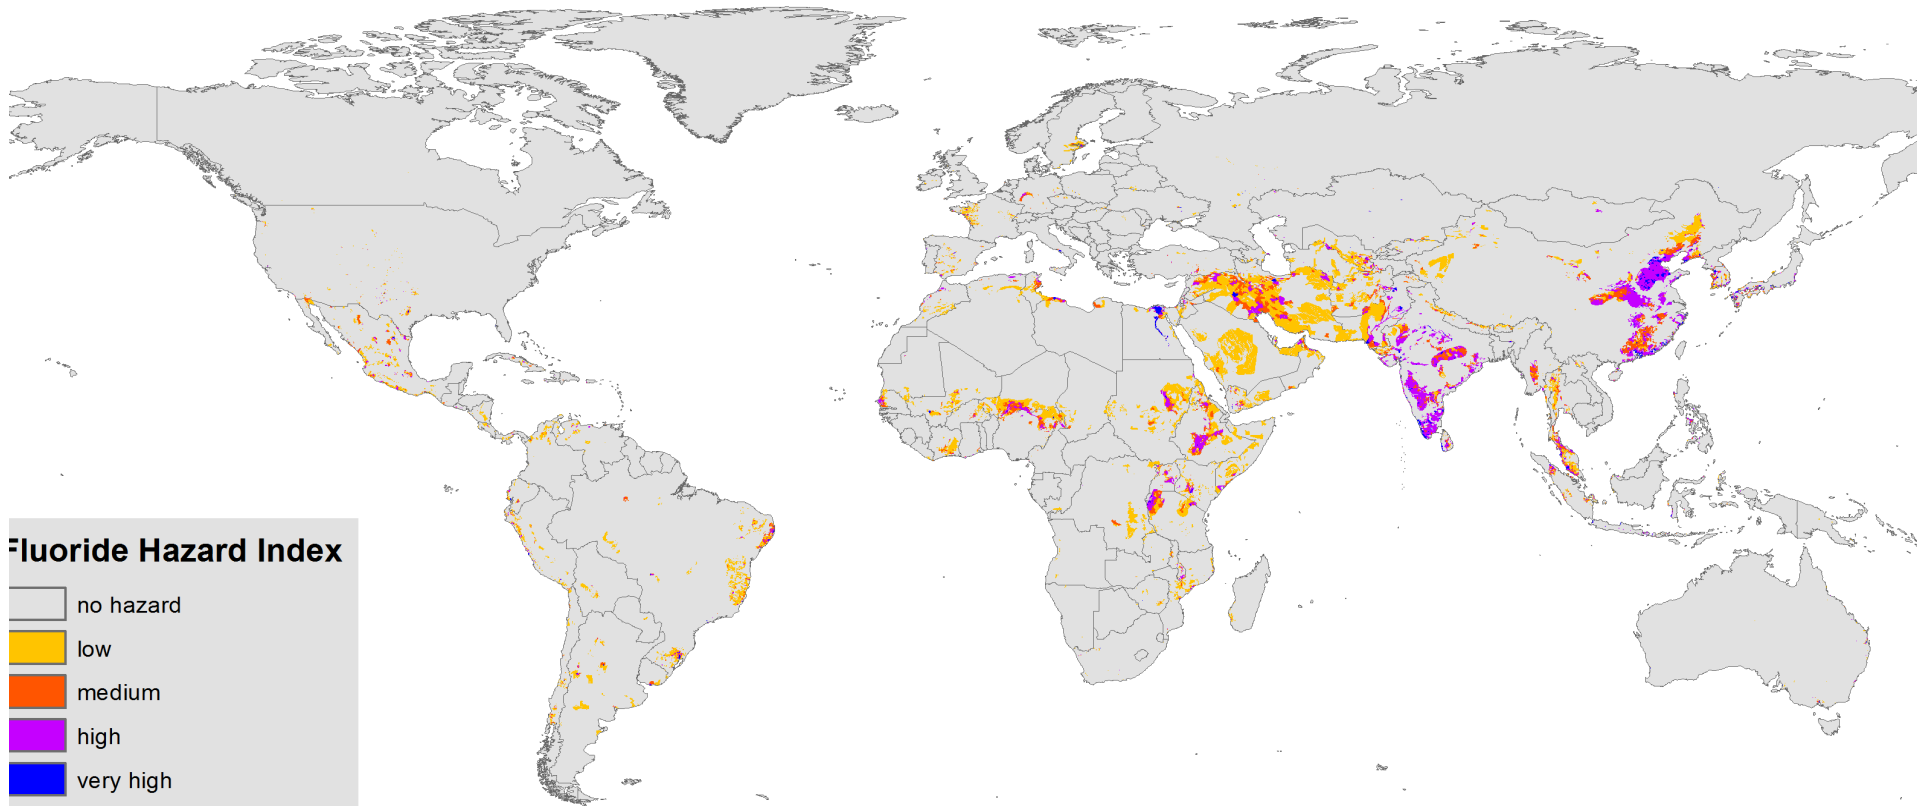 Fluoride Hazard Index
no hazard
low
medium
high
very high